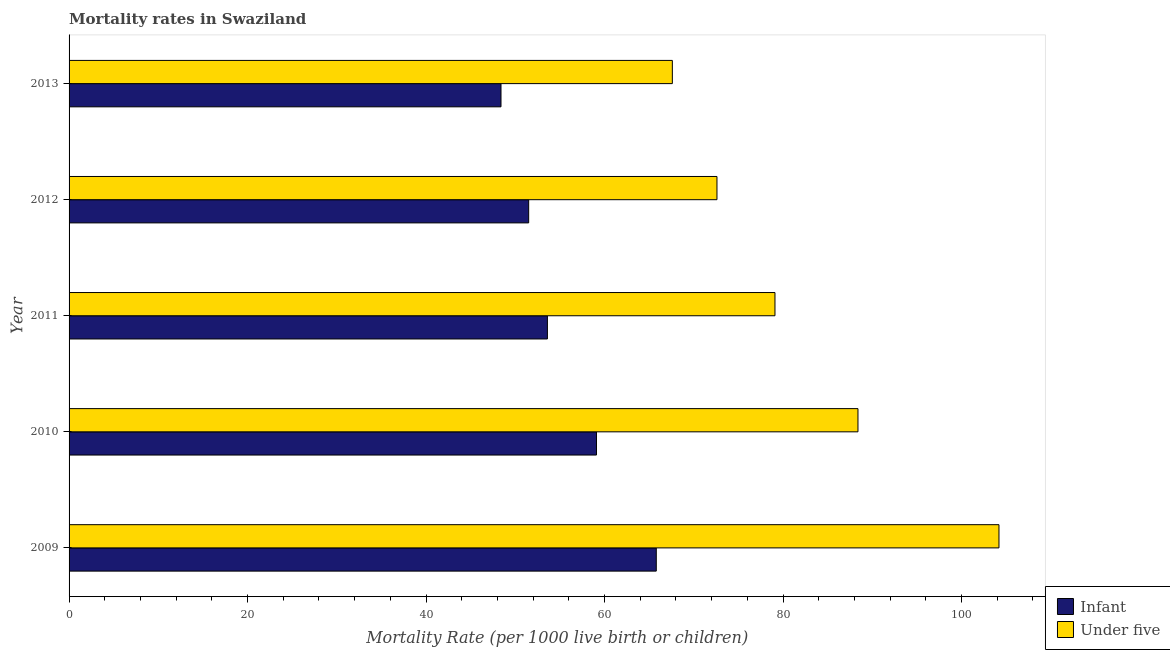 Mortality rates in Swaziland
Year
2013
2012
2011
2010
2009
0
20
40
60
80
100
Mortality Rate (per 1000 live birth or children)
Infant
Under five